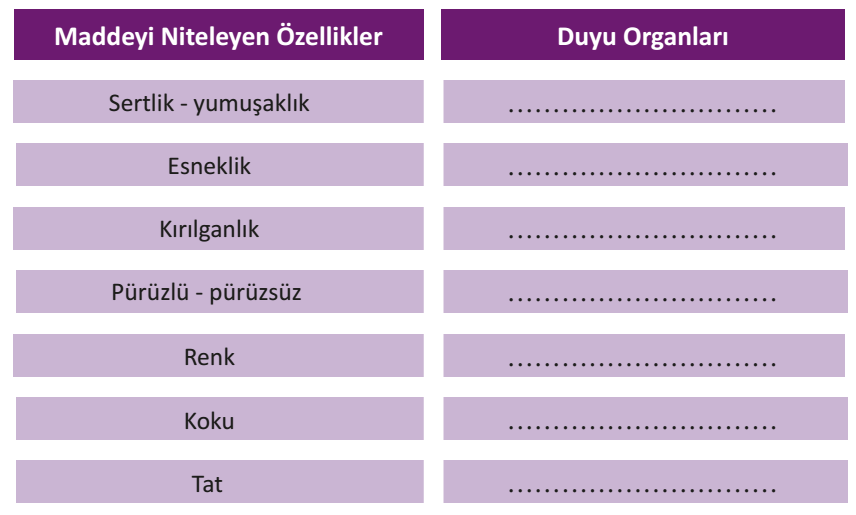 Maddeyi Niteleyen Özellikler Duyu Organları
Sertlik - yumuşaklık ..............................
Esneklik ..............................
Kırılganlık ..............................
Pürüzlü - pürüzsüz ..............................
Renk ..............................
Koku ..............................
Tat ..............................